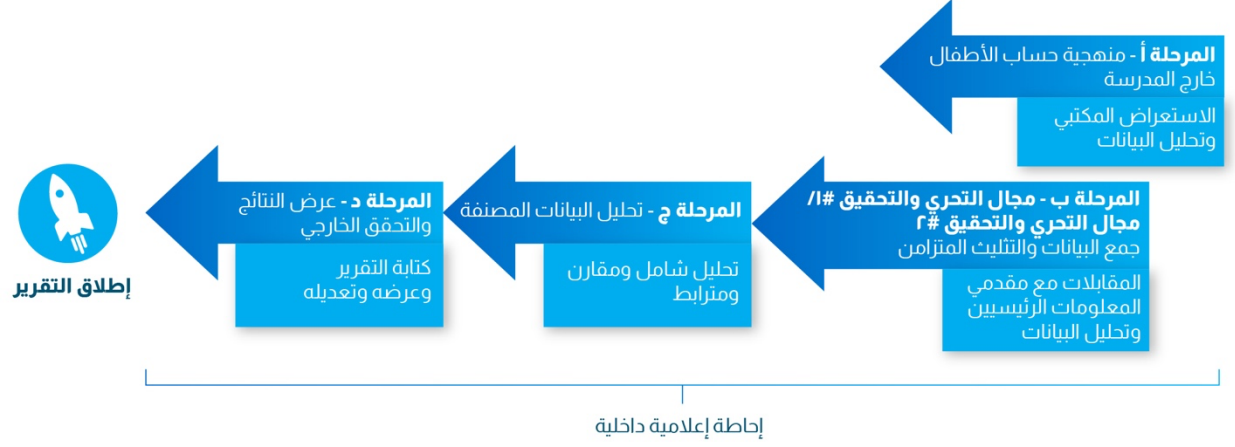 المرحلة أ - منهجية حساب الأطفال
خارج المدرسة
الاستعراض المكتبي
وتحليل البيانات
المرحلة ب - مجال التحري والتحقيق #١/
مجال التحري والتحقيق #٢
جمع البيانات والتثليث المتزامن
المقابلات مع مقدمي
المعلومات الرئيسيين
وتحليل البيانات
المرحلة ج - تحليل البيانات المصنفة
تحليل شامل ومقارن
ومترابط
المرحلة د - عرض النتائج
والتحقق الخارجي
كتابة التقرير
وعرضه وتعديله
إطلاق التقرير
إحاطة إعلامية داخلية